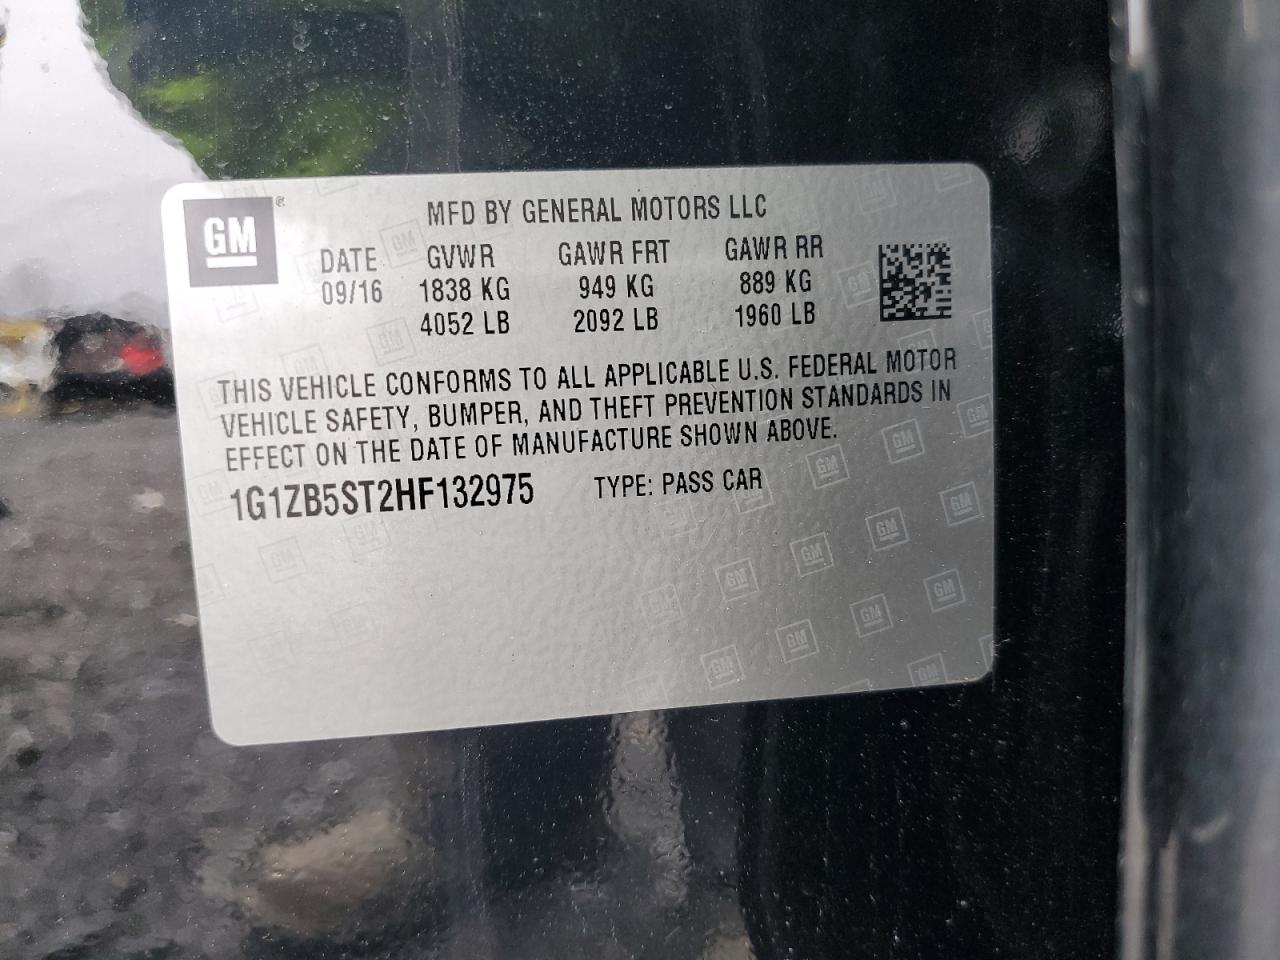 GM ®
MFD BY GENERAL MOTORS LLC
DATE GVWR GAWR FRT GAWR RR
09/16 1838 KG 949 KG 889 KG
4052 LB 2092 LB 1960 LB
THIS VEHICLE CONFORMS TO ALL APPLICABLE U.S. FEDERAL MOTOR
VEHICLE SAFETY, BUMPER, AND THEFT PREVENTION STANDARDS IN
EFFECT ON THE DATE OF MANUFACTURE SHOWN ABOVE.
1G1ZB5ST2HF132975 TYPE: PASS CAR